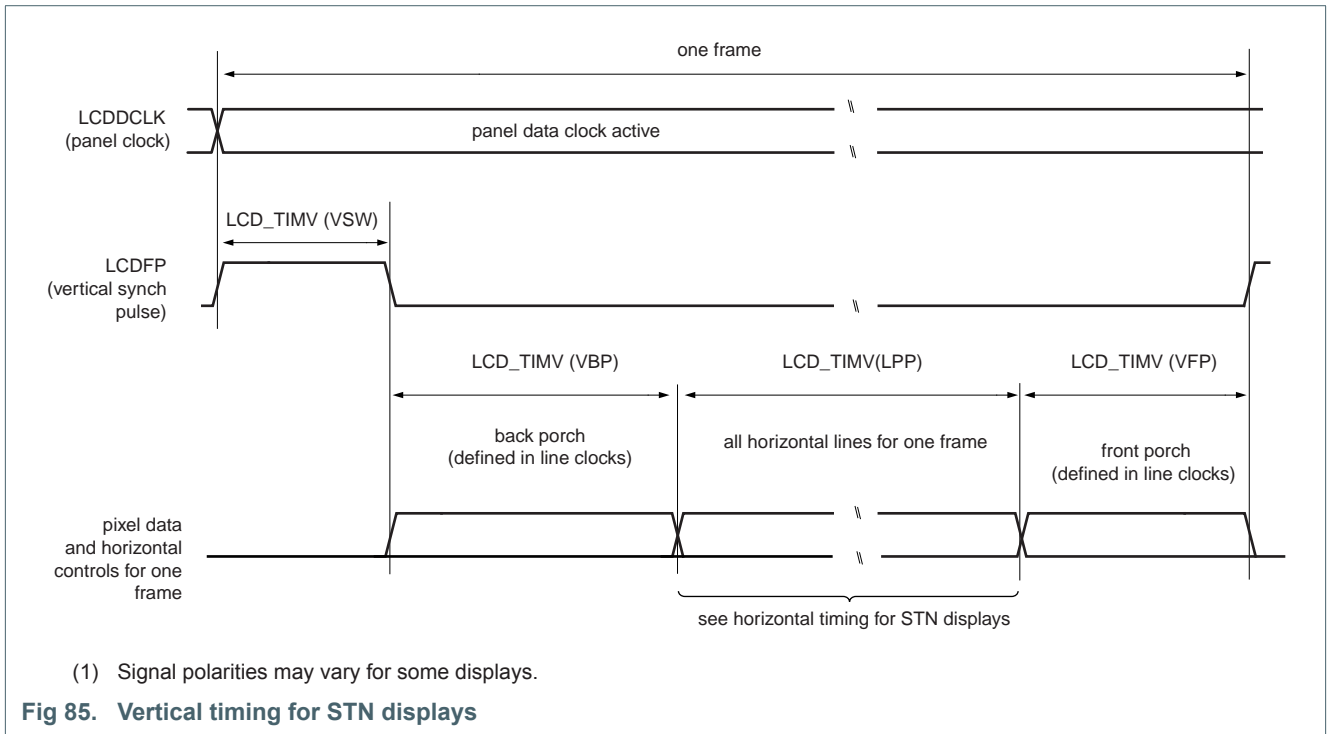 one frame
LCDDCLK
(panel clock)
panel data clock active
LCD_TIMV (VSW)
LCDFP
(vertical synch
pulse)
LCD_TIMV (VBP)
LCD_TIMV(LPP)
LCD_TIMV (VFP)
back porch
(defined in line clocks)
all horizontal lines for one frame
front porch
(defined in line clocks)
pixel data
and horizontal
controls for one
frame
see horizontal timing for STN displays
(1) Signal polarities may vary for some displays.
Fig 85. Vertical timing for STN displays